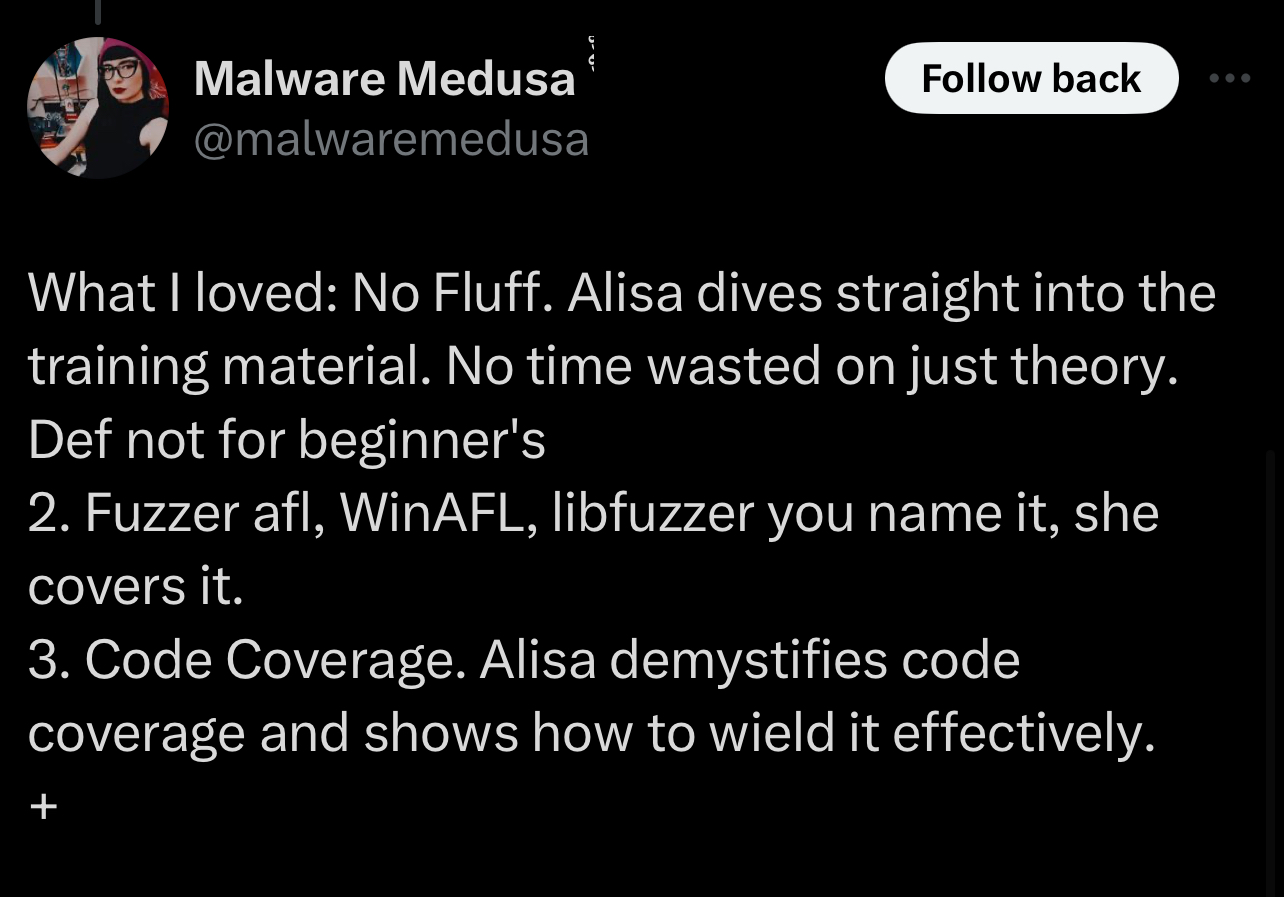 Malware Medusa
Follow back
@malwaremedusa
What I loved: No Fluff. Alisa dives straight into the
training material. No time wasted on just theory.
Def not for beginner's
2. Fuzzer afl, WinAFL, libfuzzer you name it, she
covers it.
3. Code Coverage. Alisa demystifies code
coverage and shows how to wield it effectively.
+